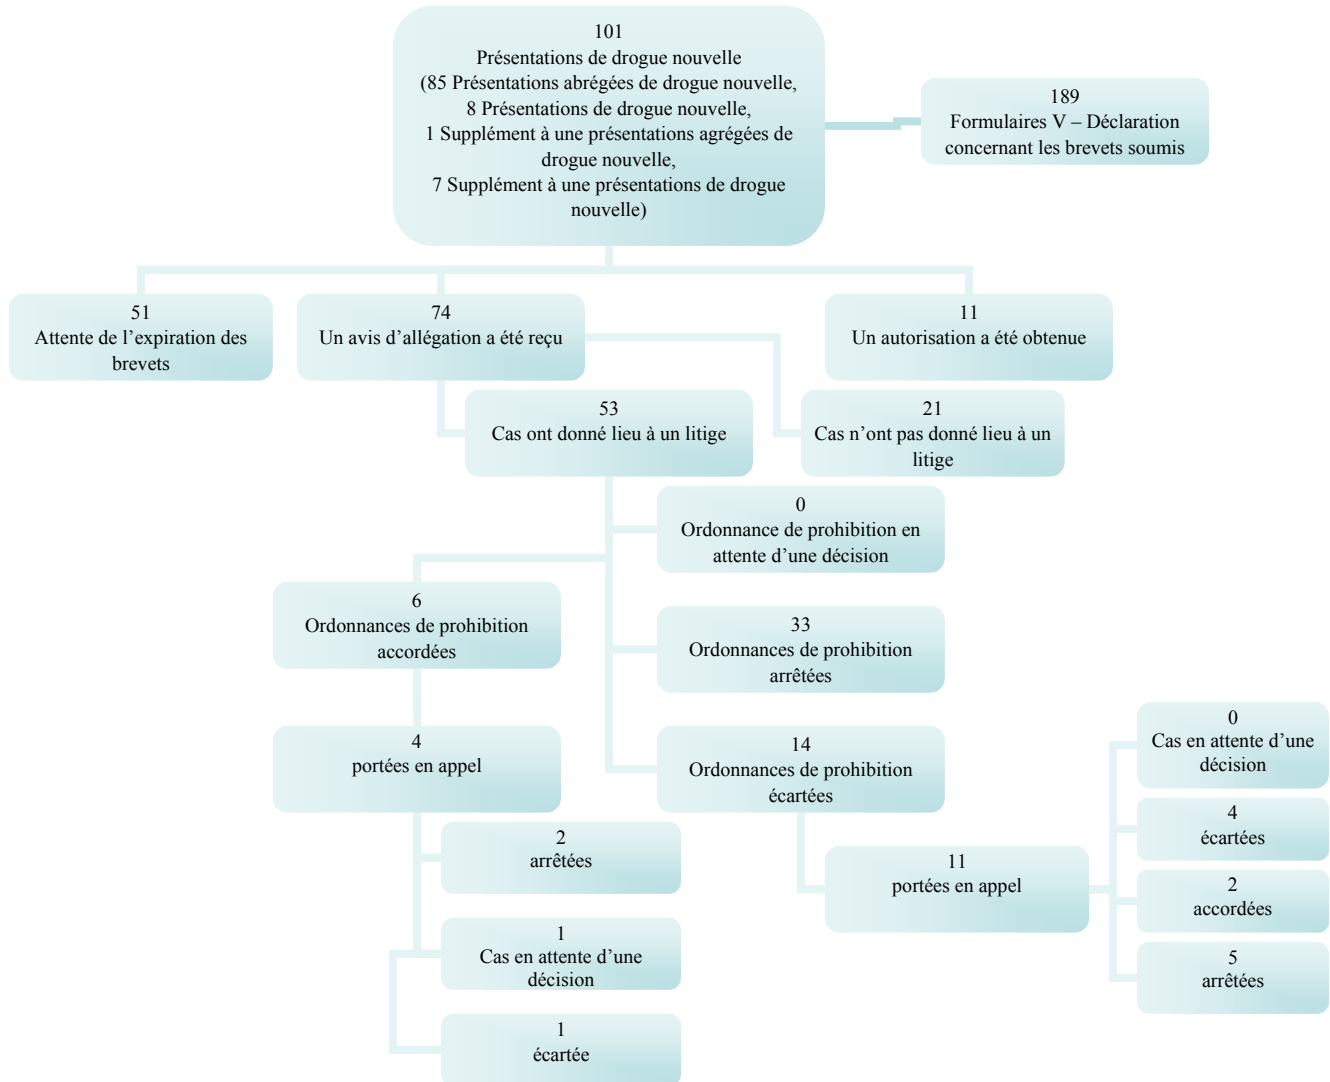 101
Présentations de drogue nouvelle
(85 Présentations abrégées de drogue nouvelle,
8 Présentations de drogue nouvelle,
1 Supplément à une présentations agrégées de
drogue nouvelle,
7 Supplément à une présentations de drogue
nouvelle)
189
Formulaires V – Déclaration
concernant les brevets soumis
51
Attente de l’expiration des
brevets
74
Un avis d’allégation a été reçu
11
Un autorisation a été obtenue
53
Cas ont donné lieu à un litige
21
Cas n’ont pas donné lieu à un
litige
0
Ordonnance de prohibition en
attente d’une décision
6
Ordonnances de prohibition
accordées
33
Ordonnances de prohibition
arrêtées
4
portées en appel
14
Ordonnances de prohibition
écartées
0
Cas en attente d’une
décision
4
écartées
2
arrêtées
11
portées en appel
2
accordées
1
Cas en attente d’une
décision
5
arrêtées
1
écartée